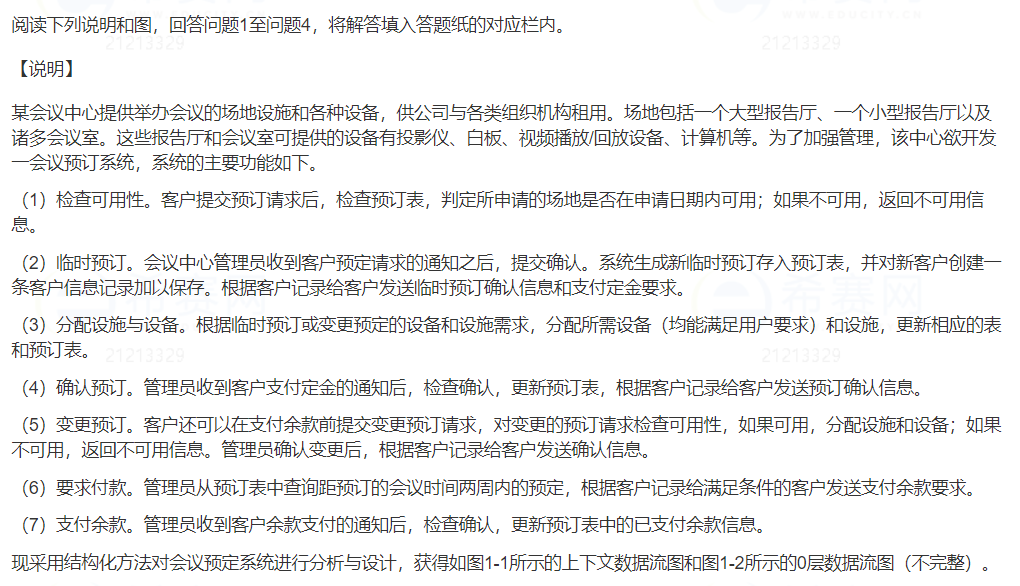 阅读下列说明和图，回答问题1至问题4，将解答填入答题纸的对应栏内。
【说明】
某会议中心提供举办会议的场地设施和各种设备，供公司与各类组织机构租用。场地包括一个大型报告厅、一个小型报告厅以及
诸多会议室。这些报告厅和会议室可提供的设备有投影仪、白板、视频播放/回放设备、计算机等。为了加强管理，该中心欲开发
一会议预订系统，系统的主要功能如下。
（1）检查可用性。客户提交预订请求后，检查预订表，判定所申请的场地是否在申请日期内可用；如果不可用，返回不可用信
息。
（2）临时预订。会议中心管理员收到客户预定请求的通知之后，提交确认。系统生成新临时预订存入预订表，并对新客户创建一
条客户信息记录加以保存。根据客户记录给客户发送临时预订确认信息和支付定金要求。
（3）分配设施与设备。根据临时预订或变更预定的设备和设施需求，分配所需设备（均能满足用户要求）和设施，更新相应的表
和预订表。
（4）确认预订。管理员收到客户支付定金的通知后，检查确认，更新预订表，根据客户记录给客户发送预订确认信息。
（5）变更预订。客户还可以在支付余款前提交变更预订请求，对变更的预订请求检查可用性，如果可用，分配设施和设备；如果
不可用，返回不可用信息。管理员确认变更后，根据客户记录给客户发送确认信息。
（6）要求付款。管理员从预订表中查询距预订的会议时间两周内的预定，根据客户记录给满足条件的客户发送支付余款要求。
（7）支付余款。管理员收到客户余款支付的通知后，检查确认，更新预订表中的已支付余款信息。
现采用结构化方法对会议预定系统进行分析与设计，获得如图1-1所示的上下文数据流图和图1-2所示的0层数据流图（不完整）。
21213329
21213329
希赛网
21213329
21213329